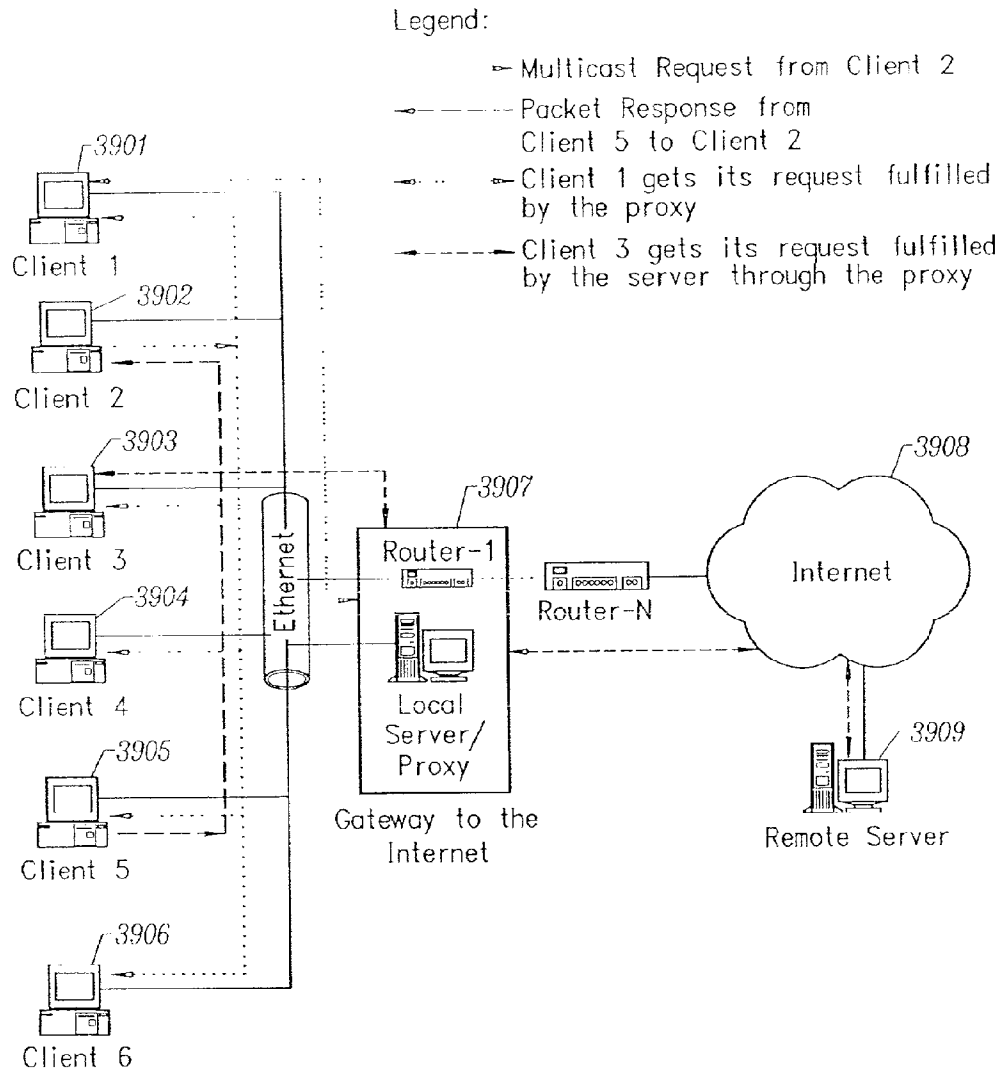 Legend:
Multicast Request from Client 2
Packet Response from
Client 5 to Client 2
Client 1 gets its request fulfilled
by the proxy
Client 3 gets its request fulfilled
by the server through the proxy
3901
Client 1
3902
Client 2
3903
Client 3
3904
Client 4
3905
Client 5
3906
Client 6
Ethernet
3907
Router-1
Local
Server/
Proxy
Gateway to the
Internet
Router-N
3908
Internet
3909
Remote Server